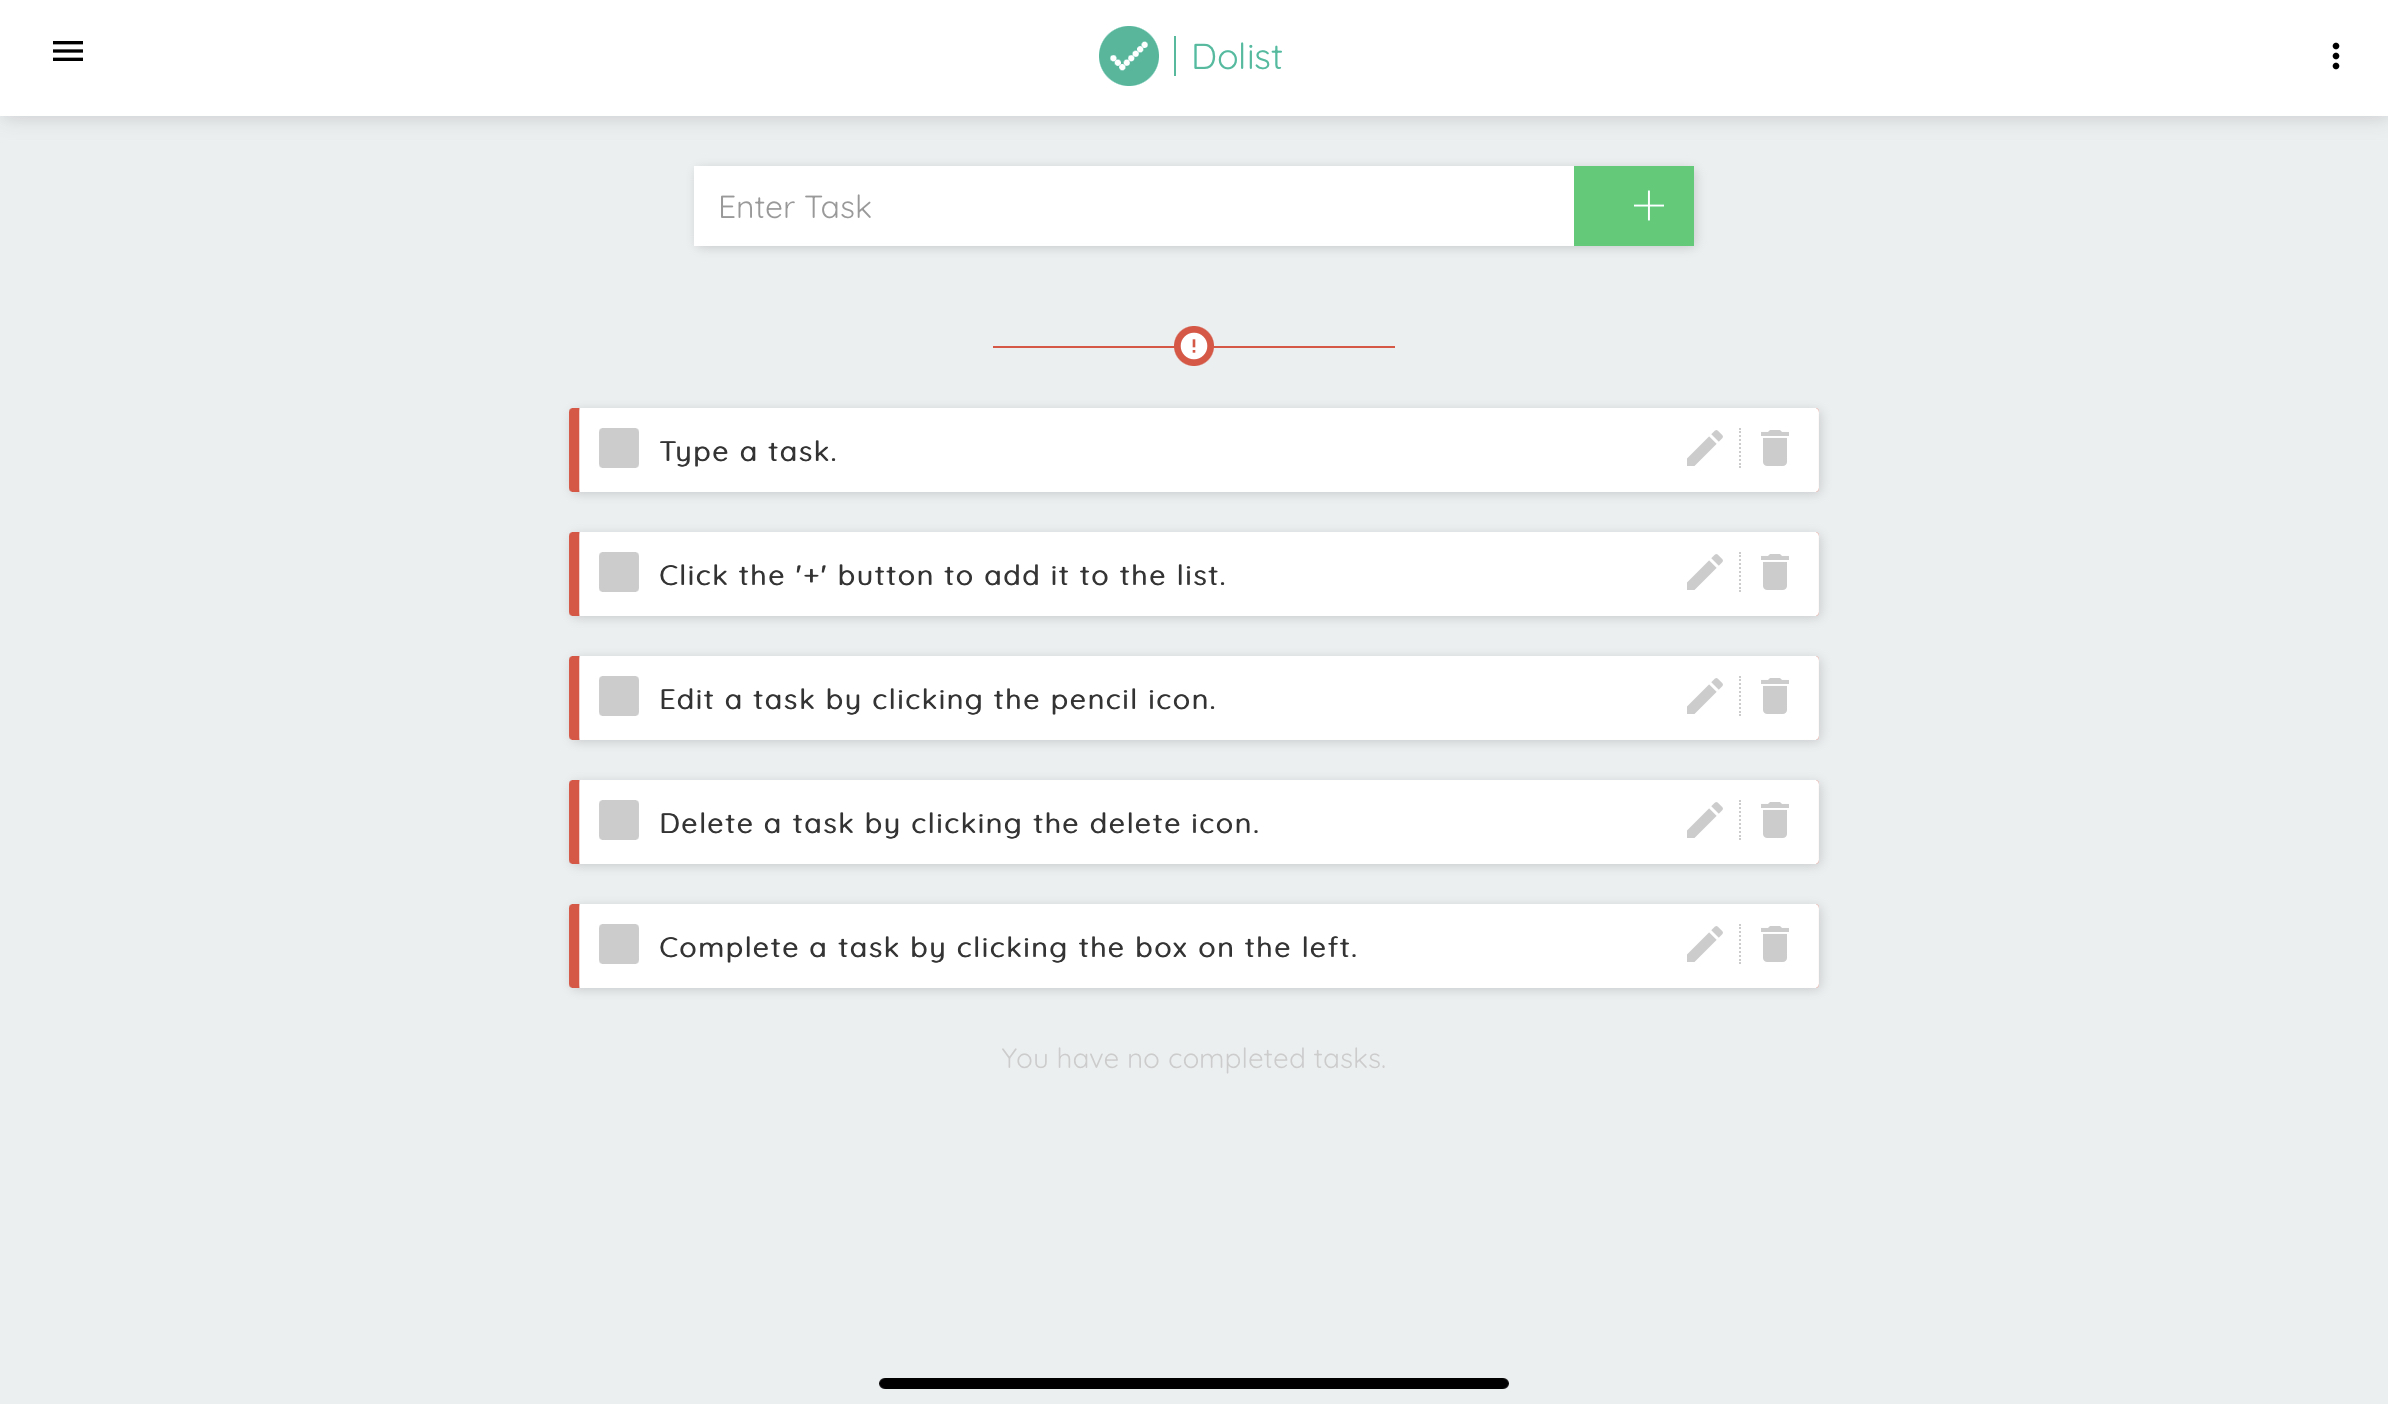 Dolist
Enter Task
Type a task.
Click the '+' button to add it to the list.
Edit a task by clicking the pencil icon.
Delete a task by clicking the delete icon.
Complete a task by clicking the box on the left.
You have no completed tasks.